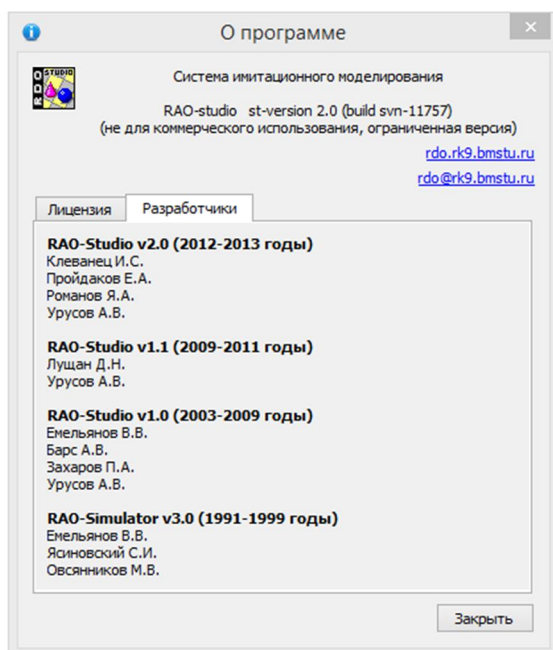 О программе
RDO
STUDIO
Система имитационного моделирования
RAO-studio st-version 2.0 (build svn-11757)
(не для коммерческого использования, ограниченная версия)
rdo.rk9.bmstu.ru
rdo@rk9.bmstu.ru
Лицензия Разработчики
RAO-Studio v2.0 (2012-2013 годы)
Клеванец И.С.
Пройдаков Е.А.
Романов Я.А.
Урусов А.В.
RAO-Studio v1.1 (2009-2011 годы)
Лущан Д.Н.
Урусов А.В.
RAO-Studio v1.0 (2003-2009 годы)
Емельянов В.В.
Барс А.В.
Захаров П.А.
Урусов А.В.
RAO-Simulator v3.0 (1991-1999 годы)
Емельянов В.В.
Ясиновский С.И.
Овсянников М.В.
Закрыть